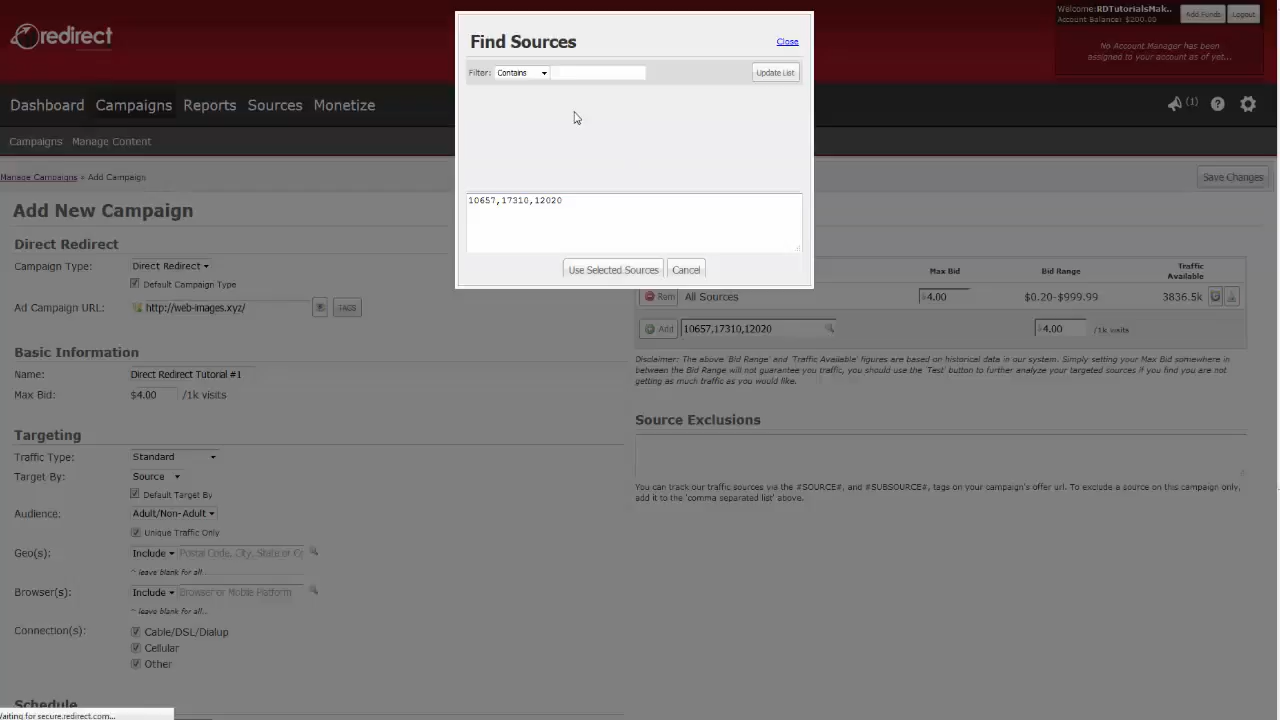 redirect
Welcome:RDTutorialsMak..
Account Balance: $200.00
Add Funds
Logout
No Account Manager has been
assigned to your account as of yet...
Dashboard
Campaigns
Reports
Sources
Monetize
(1)
Campaigns
Manage Content
Manage Campaigns » Add Campaign
Save Changes
Find Sources
Close
Filter:
Contains
Update List
10657,17310,12020
Use Selected Sources
Cancel
Add New Campaign
Direct Redirect
Campaign Type:
Direct Redirect
Default Campaign Type
Ad Campaign URL:
http://web-images.xyz/
TAGS
Basic Information
Name:
Direct Redirect Tutorial #1
Max Bid:
$4.00
/1k visits
Targeting
Traffic Type:
Standard
Target By:
Source
Default Target By
Audience:
Adult/Non-Adult
Unique Traffic Only
Geo(s):
Include
Postal Code, City, State or Co
^ leave blank for all...
Browser(s):
Include
Browser or Mobile Platform
^ leave blank for all...
Connection(s):
Cable/DSL/Dialup
Cellular
Other
Schedule
Max Bid
Bid Range
Traffic
Available
Rem
All Sources
$4.00
$0.20-$999.99
3836.5k
Add
10657,17310,12020
$4.00
/1k visits
Disclaimer: The above 'Bid Range' and 'Traffic Available' figures are based on historical data in our system. Simply setting your Max Bid somewhere in
between the Bid Range will not guarantee you traffic, you should use the 'Test' button to further analyze your targeted sources if you find you are not
getting as much traffic as you would like.
Source Exclusions
You can track our traffic sources via the #SOURCE#, and #SUBSOURCE#, tags on your campaign's offer url. To exclude a source on this campaign only,
add it to the 'comma separated list' above.
Waiting for secure.redirect.com...